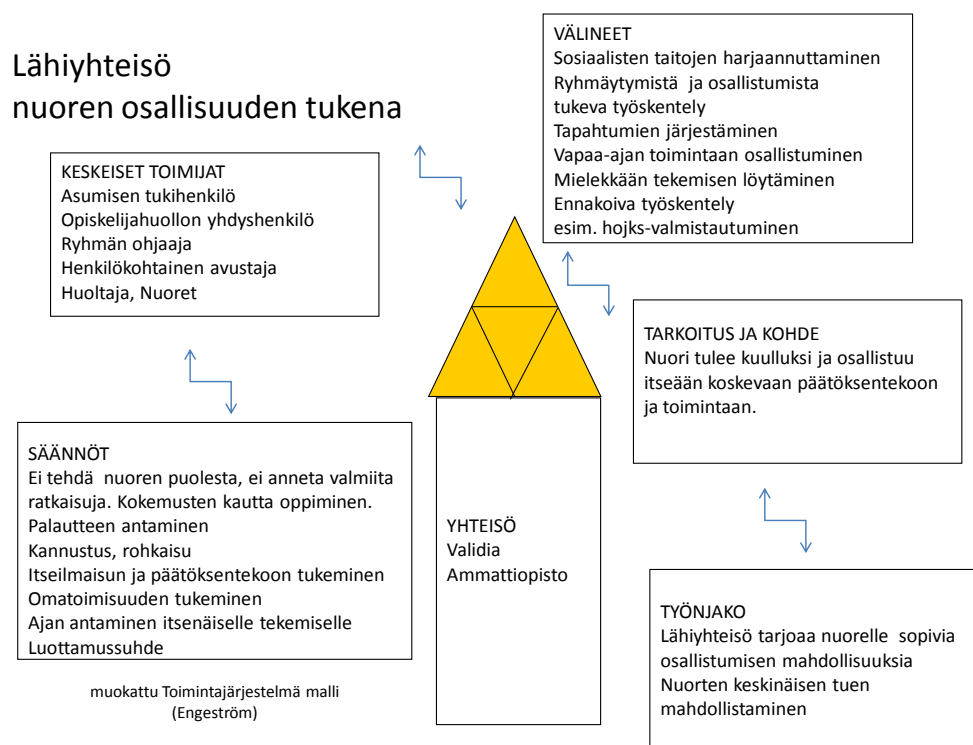 Lähiyhteisö
nuoren osallisuuden tukena
VÄLINEET
Sosiaalisten taitojen harjaannuttaminen
Ryhmäytymistä ja osallistumista
tukeva työskentely
Tapahtumien järjestäminen
Vapaa-ajan toimintaan osallistuminen
Mielekkään tekemisen löytäminen
Ennakoiva työskentely
esim. hojks-valmistautuminen
KESKEISET TOIMIJAT
Asumisen tukihenkilö
Opiskelijahuollon yhdyshenkilö
Ryhmän ohjaaja
Henkilökohtainen avustaja
Huoltaja, Nuoret
TARKOITUS JA KOHDE
Nuori tulee kuulluksi ja osallistuu
itseään koskevaan päätöksentekoon
ja toimintaan.
SÄÄNNÖT
Ei tehdä nuoren puolesta, ei anneta valmiita
ratkaisuja. Kokemusten kautta oppiminen.
Palautteen antaminen
Kannustus, rohkaisu
Itseilmaisun ja päätöksentekoon tukeminen
Omatoimisuuden tukeminen
Ajan antaminen itsenäiselle tekemiselle
Luottamussuhde
YHTEISÖ
Validia
Ammattiopisto
TYÖNJAKO
Lähiyhteisö tarjoaa nuorelle sopivia
osallistumisen mahdollisuuksia
Nuorten keskinäisen tuen
mahdollistaminen
muokattu Toimintajärjestelmä malli
(Engeström)